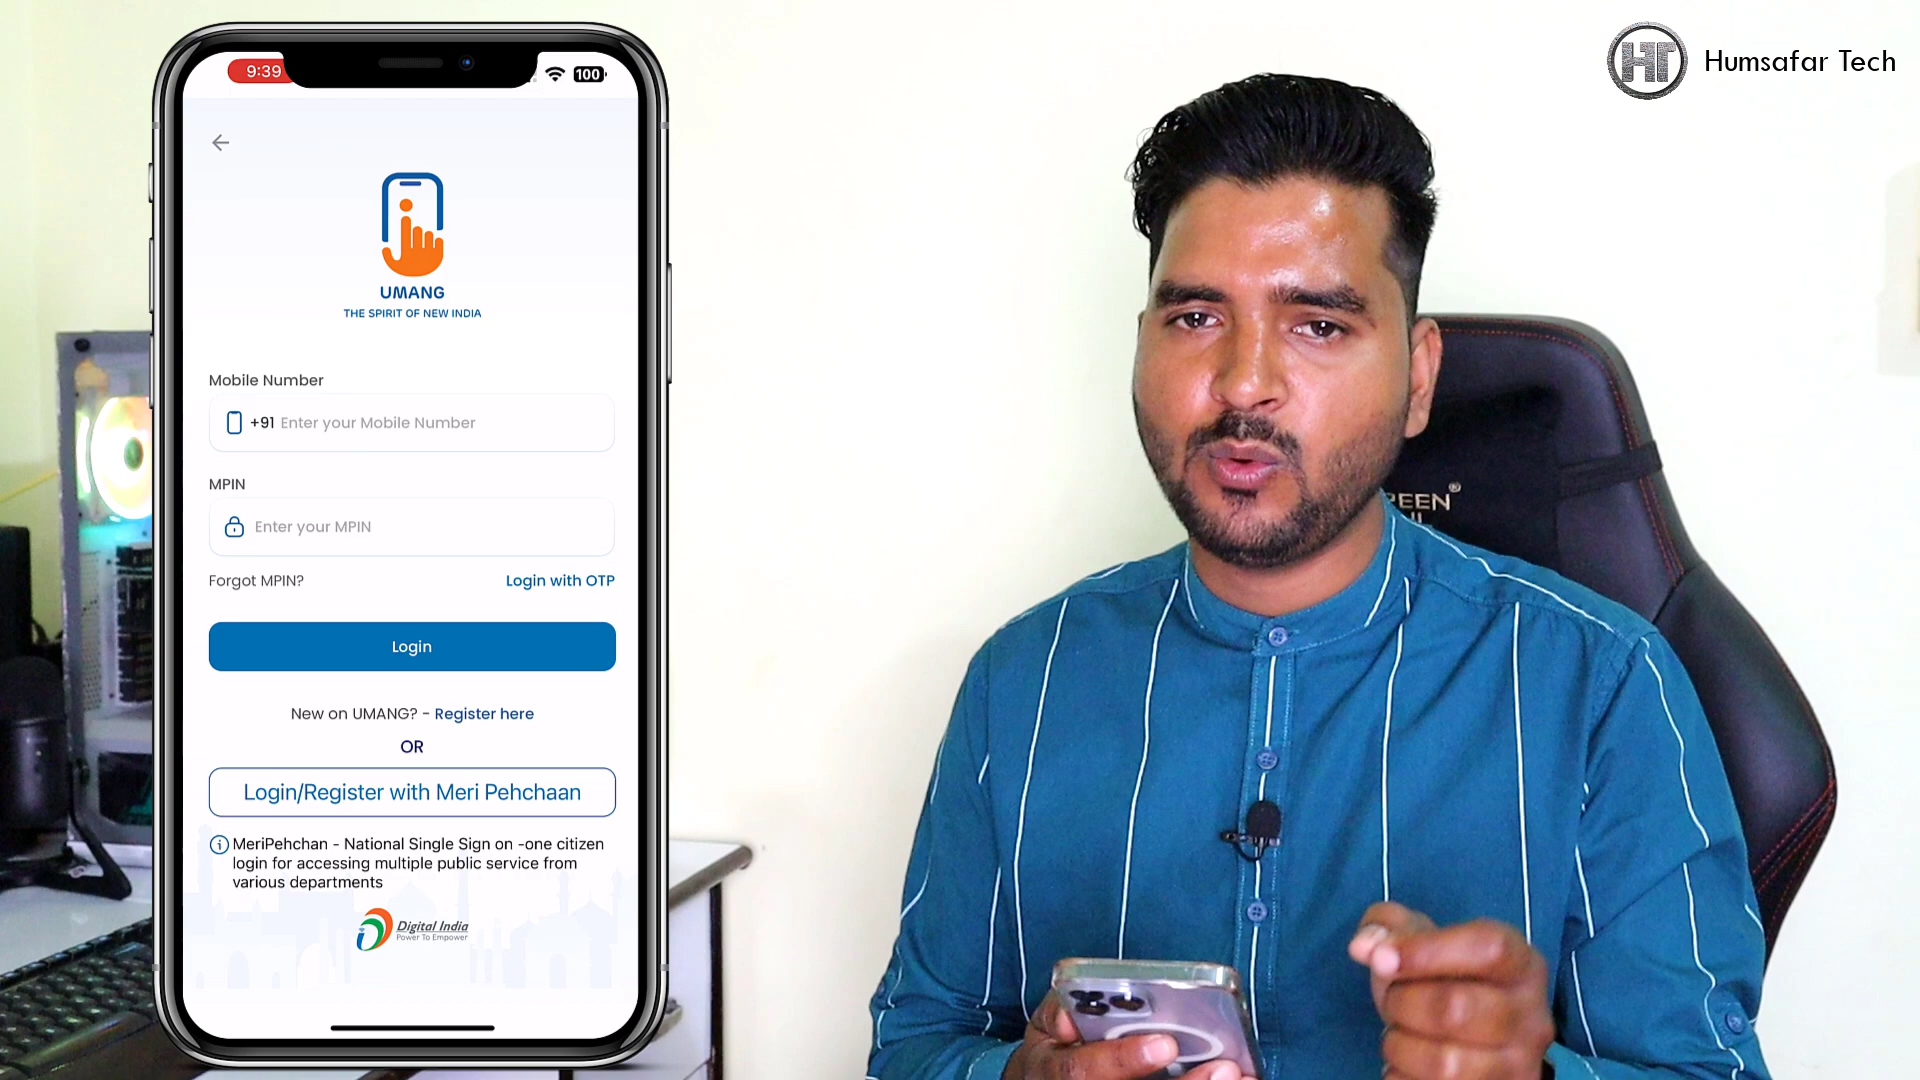 9:39
100
UMANG
THE SPIRIT OF NEW INDIA
Mobile Number
+91 Enter your Mobile Number
MPIN
Enter your MPIN
Forgot MPIN?
Login with OTP
Login
New on UMANG? - Register here
OR
Login/Register with Meri Pehchaan
MeriPehchan - National Single Sign on -one citizen
login for accessing multiple public service from
various departments
Digital India
Power To Empower
HT
Humsafar Tech
REEN